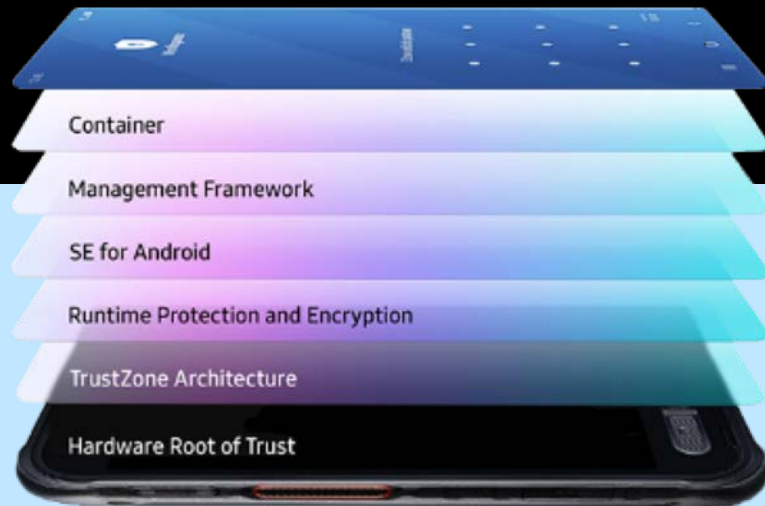 Container
Management Framework
SE for Android
Runtime Protection and Encryption
TrustZone Architecture
Hardware Root of Trust